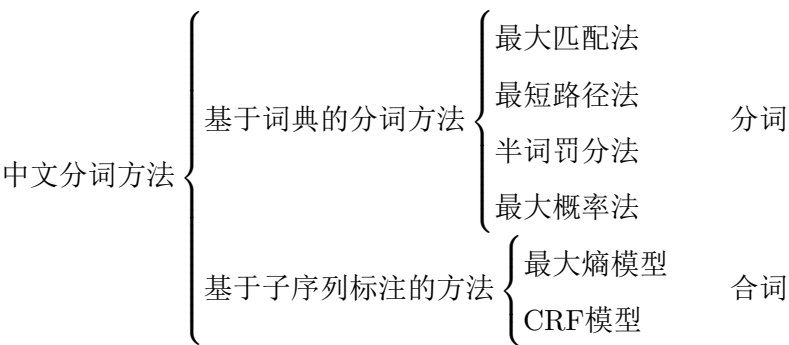 最大匹配法
最短路径法
基于词典的分词方法 分词
半词罚分法
中文分词方法
最大概率法
最大熵模型
基于子序列标注的方法 合词
CRF模型